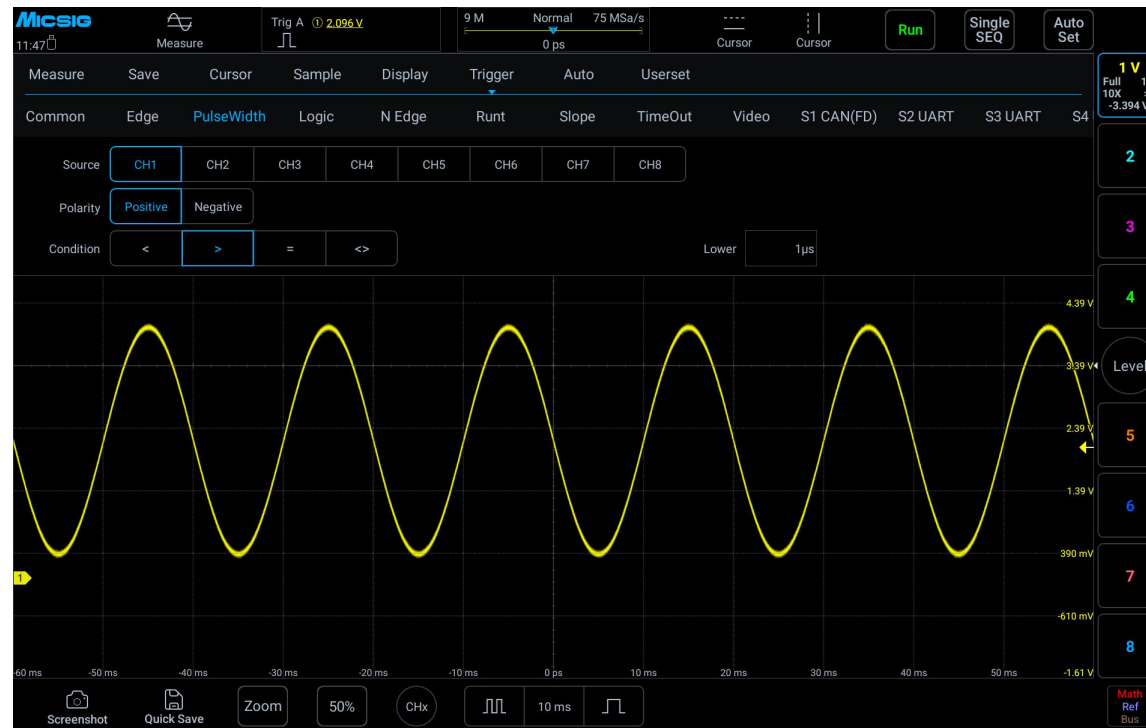 Micsig
11:47
Measure
Trig A ① 2.096 V
9 M Normal 75 MSa/s
0 ps
Cursor
Cursor
Run
Single SEQ
Auto Set
Measure Save Cursor Sample Display Trigger Auto Userset
Common Edge PulseWidth Logic N Edge Runt Slope TimeOut Video S1 CAN(FD) S2 UART S3 UART S4
Source CH1 CH2 CH3 CH4 CH5 CH6 CH7 CH8
Polarity Positive Negative
Condition < > = <> Lower 1μs
1 V
Full 1
10X
-3.394 V
2
3
4
Level
5
6
7
8
4.39 V
3.39 V
2.39 V
1.39 V
390 mV
1
-610 mV
-1.61 V
-60 ms -50 ms -40 ms -30 ms -20 ms -10 ms 0 ps 10 ms 20 ms 30 ms 40 ms 50 ms
Screenshot
Quick Save
Zoom
50%
CHx
10 ms
Math
Ref
Bus